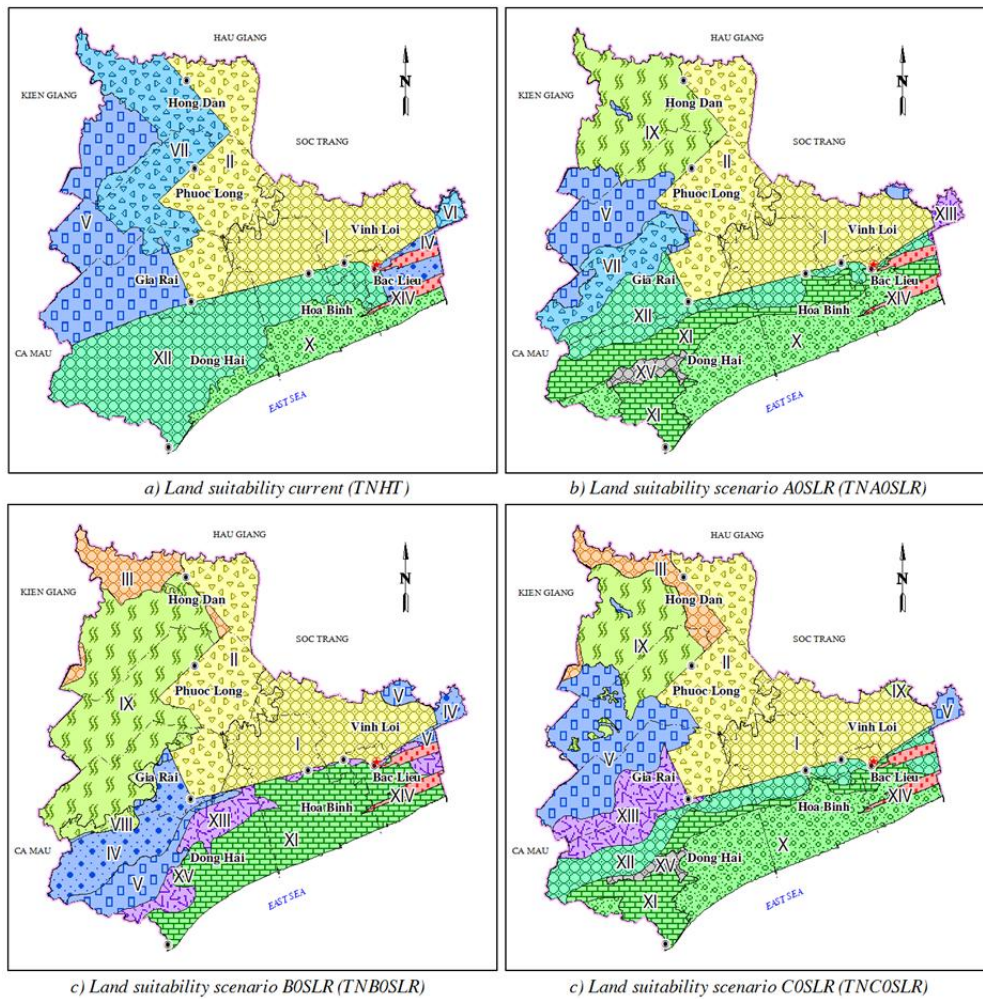 HAU GIANG
KIEN GIANG
N
Hong Dan
SOC TRANG
VII
II
Phuoc Long
V
I
Vinh Loi
VI
IV
Gia Rai
Bac Lieu
XIV
Hoa Binh
X
CA MAU
XII
Dong Hai
EAST SEA
a) Land suitability current (TNHT)
HAU GIANG
KIEN GIANG
N
Hong Dan
IX
SOC TRANG
II
Phuoc Long
V
XIII
I
Vinh Loi
VII
Gia Rai
Bac Lieu
XIV
XII
Hoa Binh
XI
X
CA MAU
Dong Hai
XV
XI
EAST SEA
b) Land suitability scenario A0SLR (TNA0SLR)
HAU GIANG
III
KIEN GIANG
N
Hong Dan
SOC TRANG
II
IX
Phuoc Long
V
IV
I
Vinh Loi
V
Gia Rai
Bac Lieu
XIV
VIII
XIII
Hoa Binh
XI
CA MAU
IV
Dong Hai
XV
V
EAST SEA
c) Land suitability scenario B0SLR (TNB0SLR)
HAU GIANG
III
KIEN GIANG
N
Hong Dan
SOC TRANG
IX
II
Phuoc Long
IX
V
I
Vinh Loi
V
Gia Rai
Bac Lieu
XIV
XIII
Hoa Binh
X
CA MAU
XII
Dong Hai
XV
XI
EAST SEA
c) Land suitability scenario C0SLR (TNC0SLR)